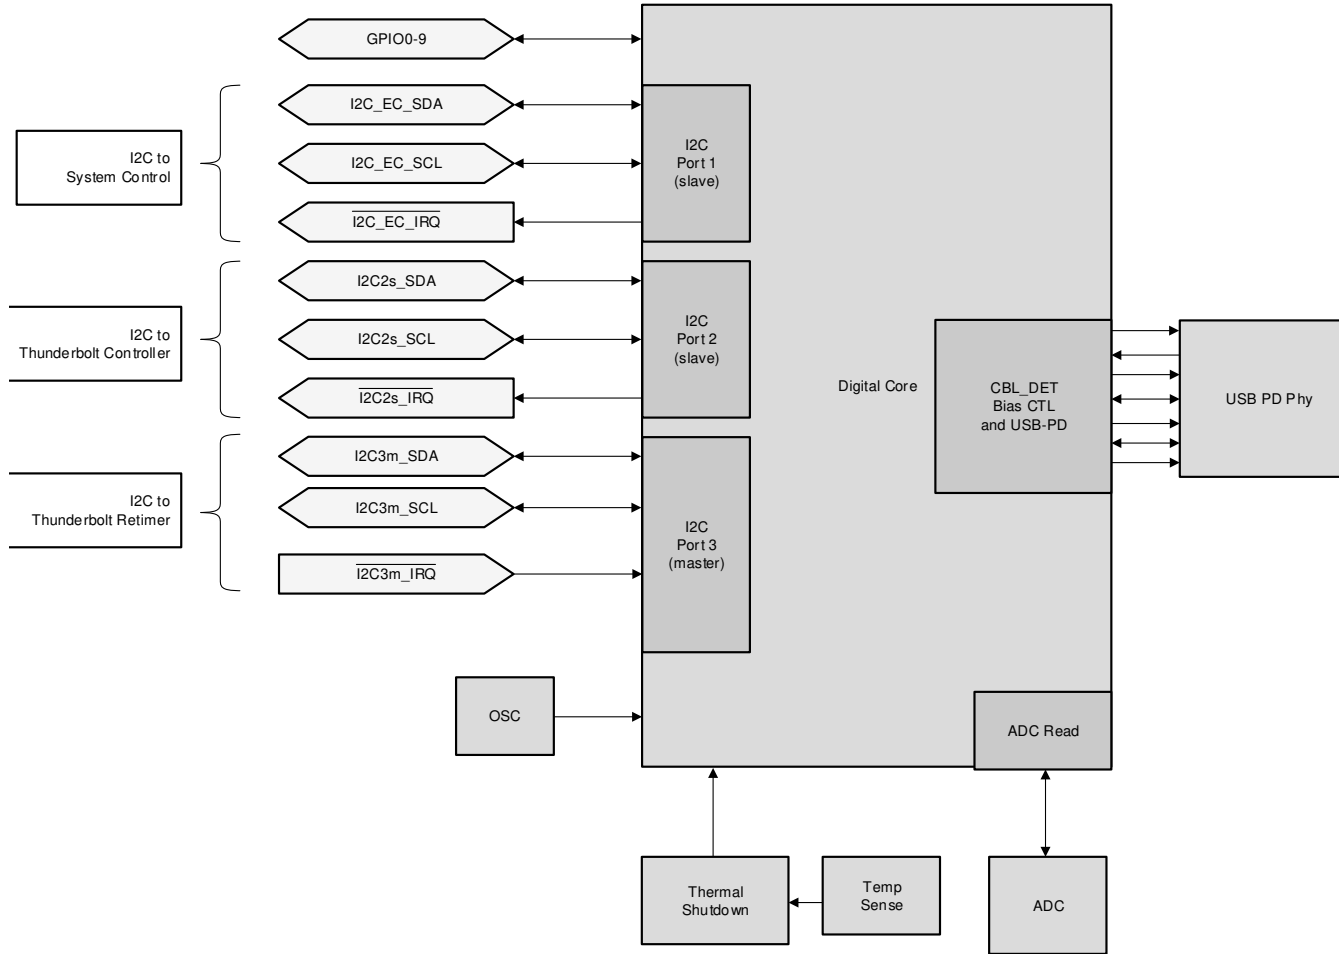 GPIO0-9
I2C to
System Control
I2C_EC_SDA
I2C_EC_SCL
I2C_EC_IRQ
I2C
Port 1
(slave)
I2C to
Thunderbolt Controller
I2C2s_SDA
I2C2s_SCL
I2C2s_IRQ
I2C
Port 2
(slave)
I2C to
Thunderbolt Retimer
I2C3m_SDA
I2C3m_SCL
I2C3m_IRQ
I2C
Port 3
(master)
Digital Core
CBL_DET
Bias CTL
and USB-PD
USB PD Phy
OSC
ADC Read
Thermal
Shutdown
Temp
Sense
ADC